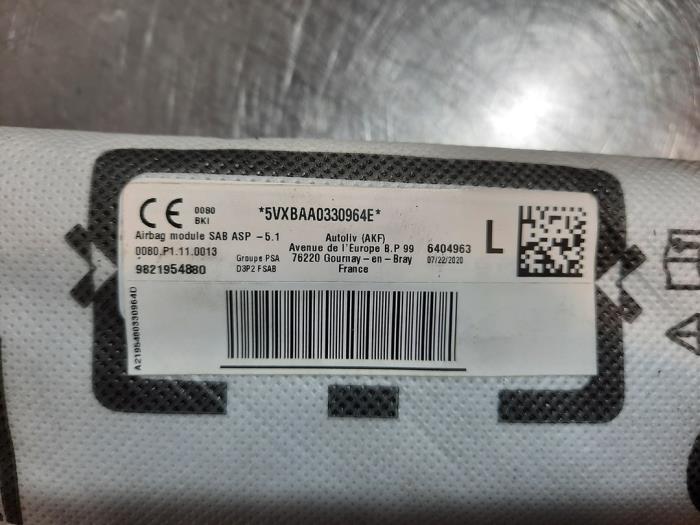 CE 0080 BKI *5VXBAA0330964E*
Airbag module SAB ASP -5.1 Autoliv (AKF)
0080.P1.11.0013 Avenue de l'Europe B.P 99 6404963 L
9821954880 Groupe PSA 76220 Gournay-en-Bray 07/22/2020
D3P2 FSAB France
A2195480330964D